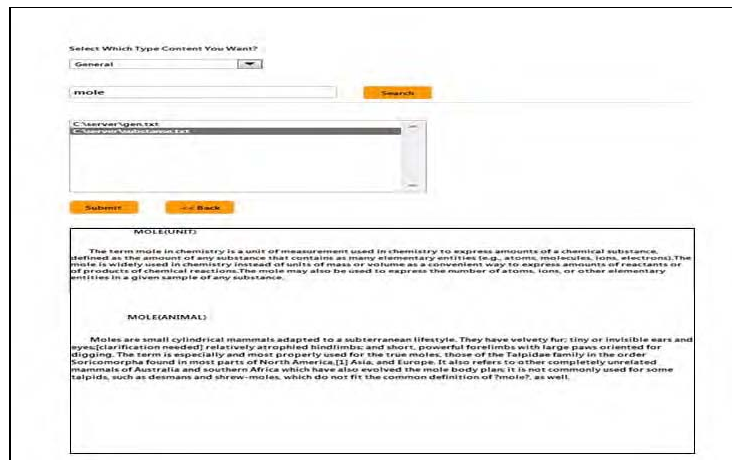 Select Which Type Content You Want?
General
mole
Search
C:\server\gen.txt
C:\server\substanse.txt
Submit
<< Back
MOLE(UNIT)
The term mole in chemistry is a unit of measurement used in chemistry to express amounts of a chemical substance,
defined as the amount of any substance that contains as many elementary entities (e.g., atoms, molecules, ions, electrons).The
mole is widely used in chemistry instead of units of mass or volume as a convenient way to express amounts of reactants or
of products of chemical reactions.The mole may also be used to express the number of atoms, ions, or other elementary
entities in a given sample of any substance.
MOLE(ANIMAL)
Moles are small cylindrical mammals adapted to a subterranean lifestyle. They have velvety fur; tiny or invisible ears and
eyes;[clarification needed] relatively atrophied hindlimbs; and short, powerful forelimbs with large paws oriented for
digging. The term is especially and most properly used for the true moles, those of the Talpidae family in the order
Soricomorpha found in most parts of North America,[1] Asia, and Europe. It also refers to other completely unrelated
mammals of Australia and southern Africa which have also evolved the mole body plan; it is not commonly used for some
talpids, such as desmans and shrew-moles, which do not fit the common definition of ?mole?, as well.